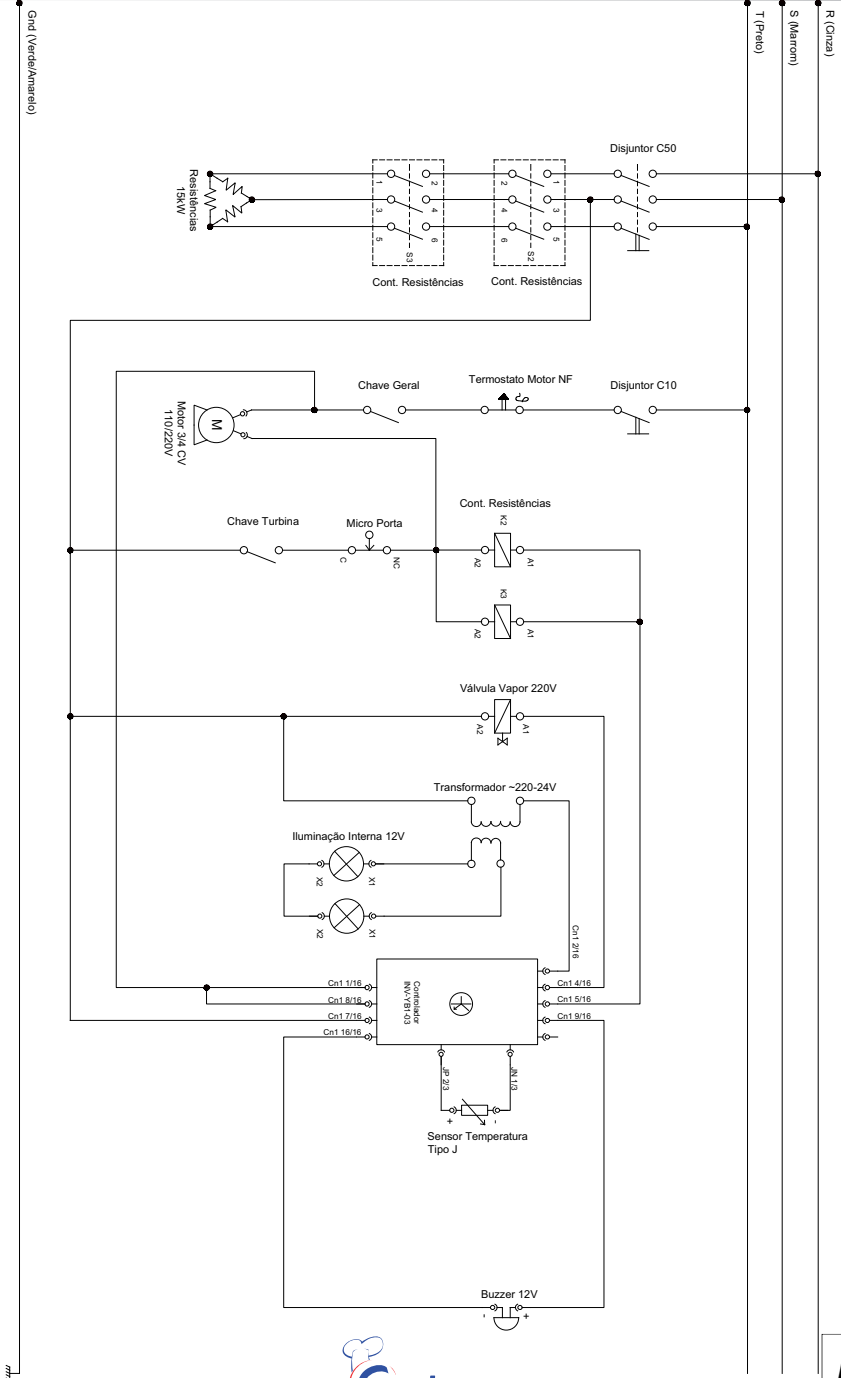 R (Cinza)
S (Marrom)
T (Preto)
Gnd (Verde/Amarelo)
Disjuntor C50
1
3
5
2
4
6
S2
Cont. Resistências
2
4
6
1
3
5
S3
Cont. Resistências
Resistências
15kW
Disjuntor C10
Termostato Motor NF
Chave Geral
M
Motor 3/4 CV
110/220V
Cont. Resistências
K2
A1
A2
K3
A1
A2
Micro Porta
NC
C
Chave Turbina
Válvula Vapor 220V
A1
A2
Transformador ~220-24V
Iluminação Interna 12V
X1
X2
X1
X2
Cn1 2/16
Cn1 4/16
Cn1 5/16
Cn1 9/16
Cn1 1/16
Cn1 8/16
Cn1 7/16
Cn1 16/16
Controlador
INV-YB1-03
JP 2/3
JN 1/3
+
-
Sensor Temperatura
Tipo J
Buzzer 12V
-
+